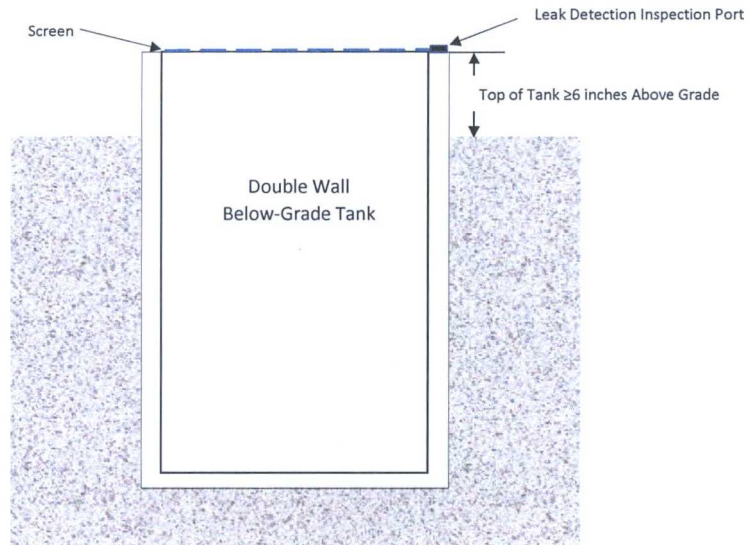 Leak Detection Inspection Port
Screen
Top of Tank ≥6 inches Above Grade
Double Wall
Below-Grade Tank